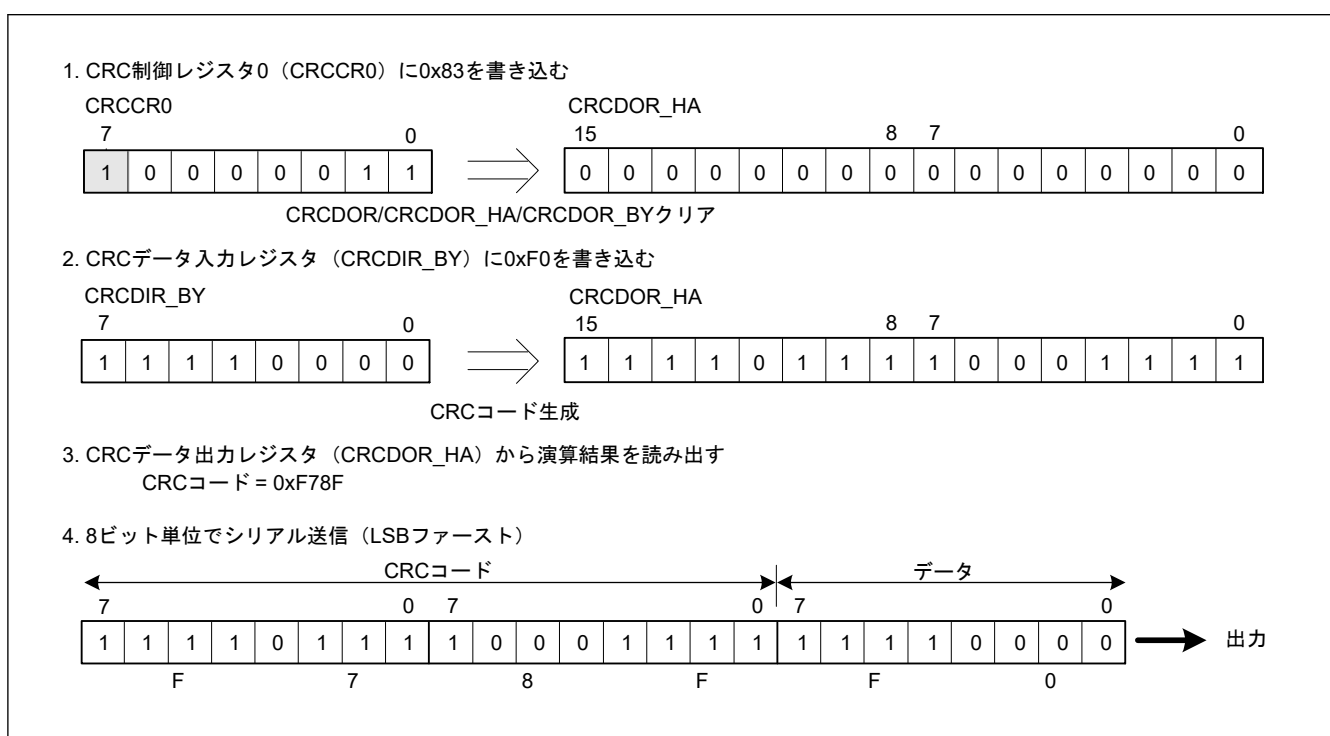 1. CRC制御レジスタ0（CRCCR0）に0x83を書き込む
CRCCR0 CRCDOR_HA
7 0 15 8 7 0
1 0 0 0 0 0 1 1 0 0 0 0 0 0 0 0 0 0 0 0 0 0 0 0
CRCDOR/CRCDOR_HA/CRCDOR_BYクリア
2. CRCデータ入力レジスタ（CRCDIR_BY）に0xF0を書き込む
CRCDIR_BY CRCDOR_HA
7 0 15 8 7 0
1 1 1 1 0 0 0 0 1 1 1 1 0 1 1 1 1 0 0 0 1 1 1 1
CRCコード生成
3. CRCデータ出力レジスタ（CRCDOR_HA）から演算結果を読み出す
CRCコード = 0xF78F
4. 8ビット単位でシリアル送信（LSBファースト）
CRCコード データ
7 0 7 0 7 0
1 1 1 1 0 1 1 1 1 0 0 0 1 1 1 1 1 1 1 1 0 0 0 0 出力
F 7 8 F F 0